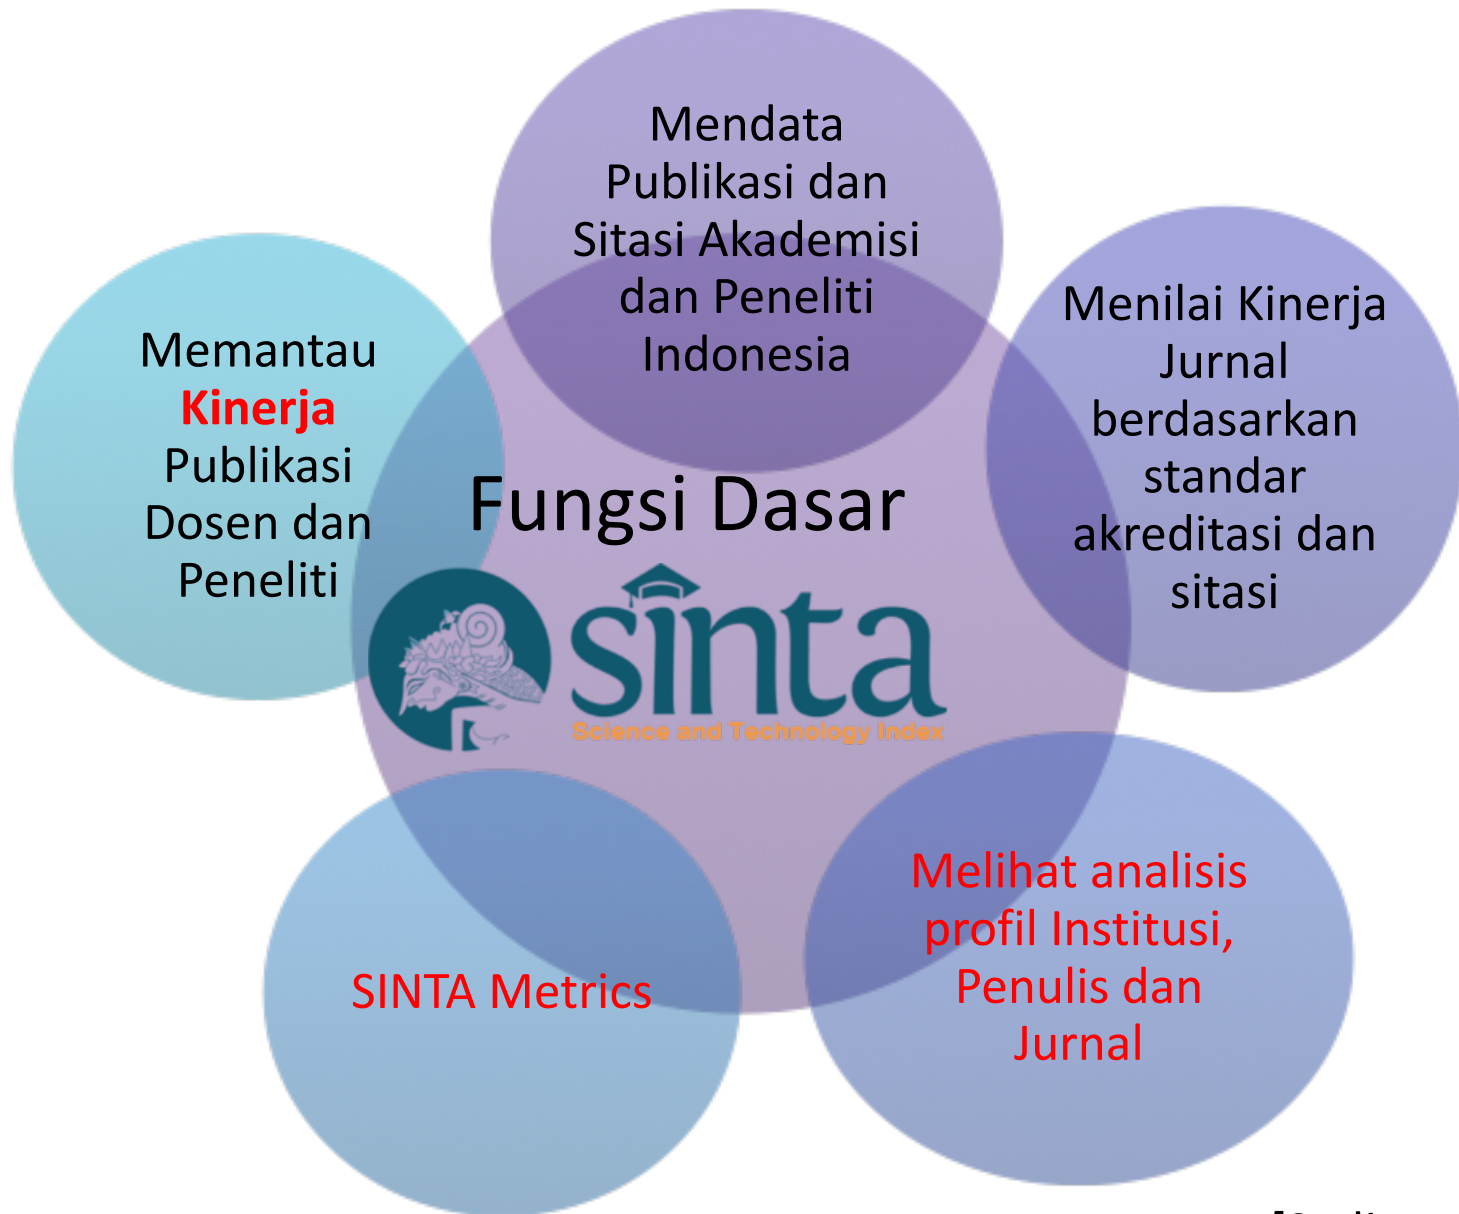 Mendata
Publikasi dan
Sitasi Akademisi
dan Peneliti
Indonesia
Menilai Kinerja
Jurnal
berdasarkan
standar
akreditasi dan
sitasi
Memantau
Kinerja
Publikasi
Dosen dan
Peneliti
Fungsi Dasar
sinta
Science and Technology Index
Melihat analisis
profil Institusi,
Penulis dan
Jurnal
SINTA Metrics